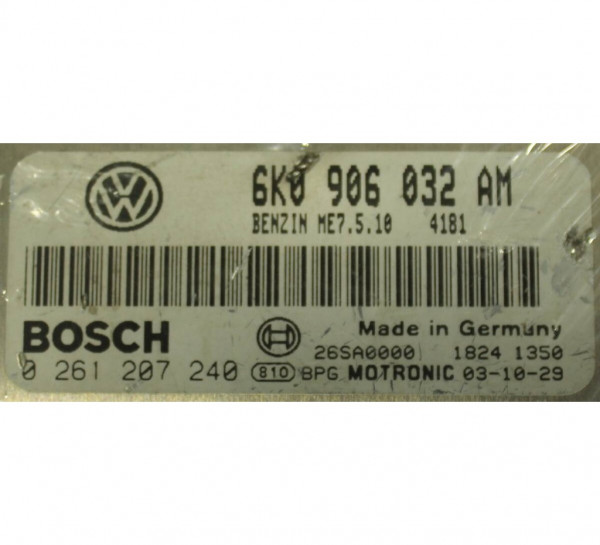 6K0 906 032 AM
BENZIN ME7.5.10 4181
BOSCH
Made in Germany
26SA0000 1824 1350
0 261 207 240 810 BPG MOTRONIC 03-10-29